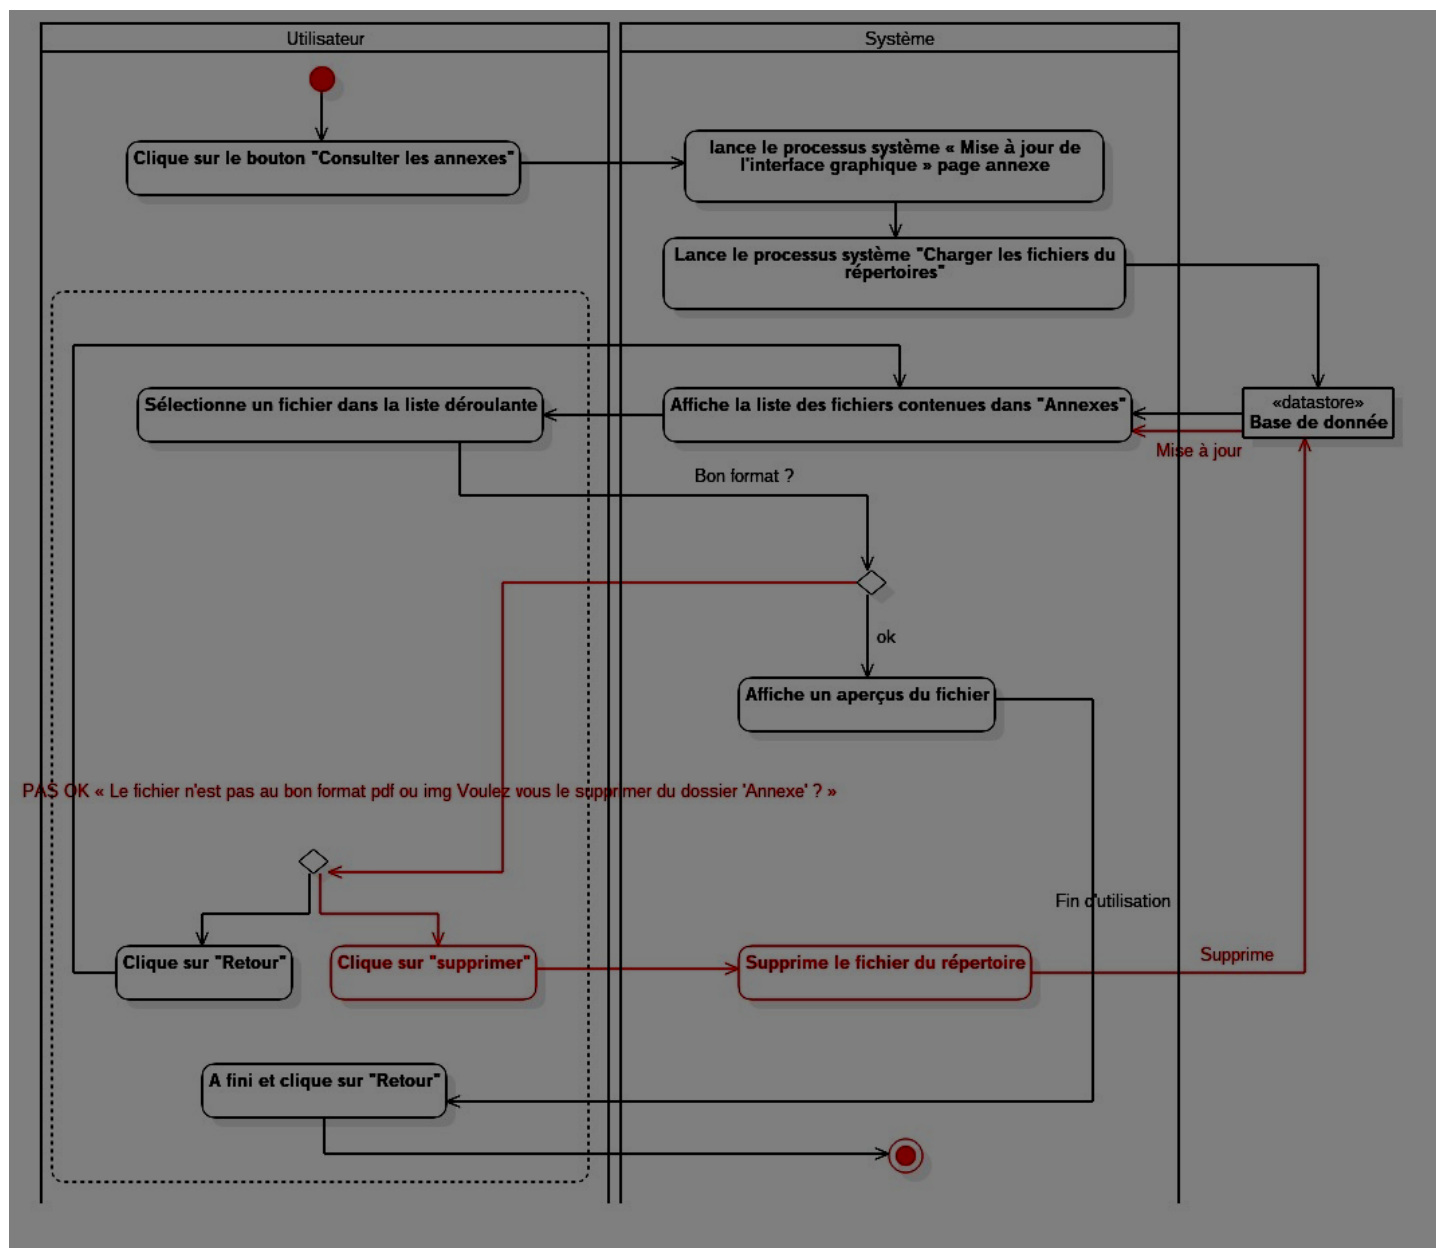 Utilisateur
Système
Clique sur le bouton "Consulter les annexes"
lance le processus système « Mise à jour de
l'interface graphique » page annexe
Lance le processus système "Charger les fichiers du
répertoires"
Sélectionne un fichier dans la liste déroulante
Affiche la liste des fichiers contenues dans "Annexes"
«datastore»
Base de donnée
Mise à jour
Bon format ?
ok
Affiche un aperçus du fichier
PAS OK « Le fichier n'est pas au bon format pdf ou img Voulez vous le supprimer du dossier 'Annexe' ? »
Fin d'utilisation
Clique sur "Retour"
Clique sur "supprimer"
Supprime le fichier du répertoire
Supprime
A fini et clique sur "Retour"